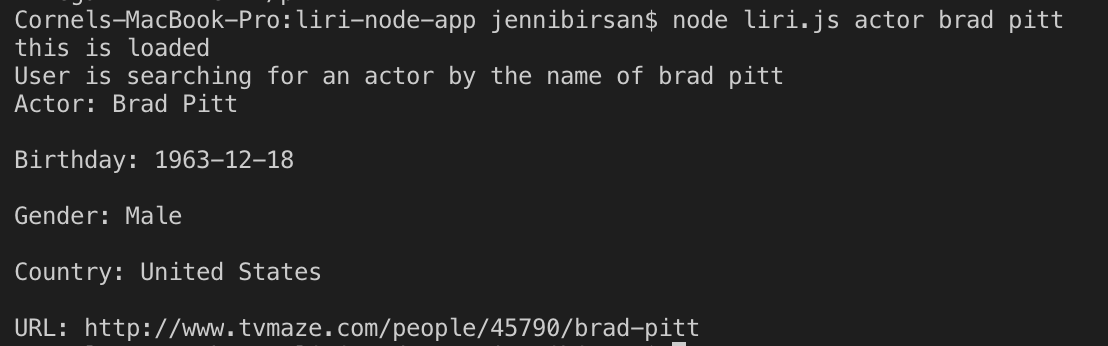 Cornels-MacBook-Pro:liri-node-app jennibirsan$ node liri.js actor brad pitt
this is loaded
User is searching for an actor by the name of brad pitt
Actor: Brad Pitt
Birthday: 1963-12-18
Gender: Male
Country: United States
URL: http://www.tvmaze.com/people/45790/brad-pitt